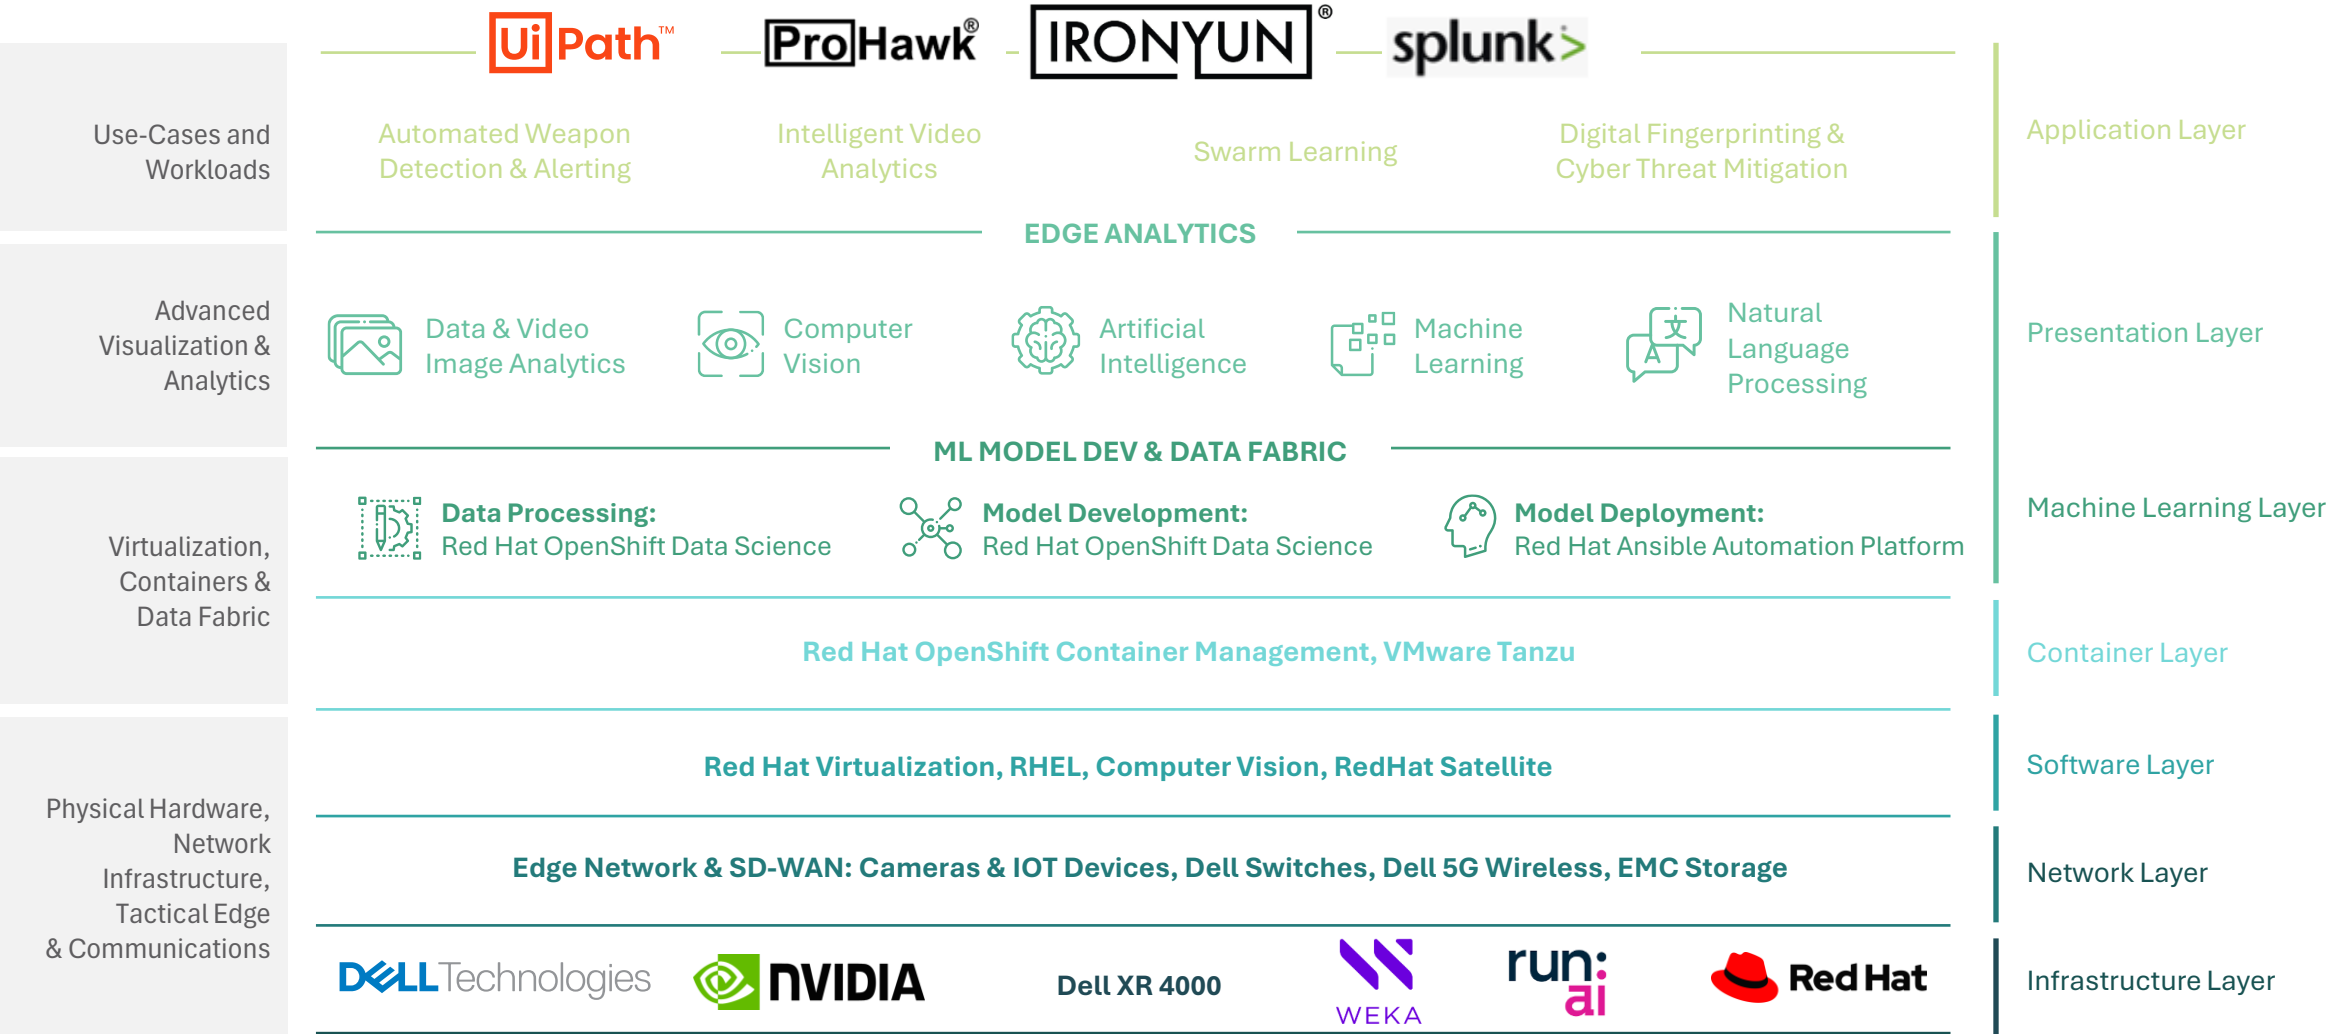 UiPath™
ProHawk®
IRONYUN®
splunk>
Use-Cases and
Workloads
Automated Weapon
Detection & Alerting
Intelligent Video
Analytics
Swarm Learning
Digital Fingerprinting &
Cyber Threat Mitigation
Application Layer
EDGE ANALYTICS
Advanced
Visualization &
Analytics
Data & Video
Image Analytics
Computer
Vision
Artificial
Intelligence
Machine
Learning
文
A
Natural
Language
Processing
Presentation Layer
ML MODEL DEV & DATA FABRIC
Virtualization,
Containers &
Data Fabric
Data Processing:
Red Hat OpenShift Data Science
Model Development:
Red Hat OpenShift Data Science
Model Deployment:
Red Hat Ansible Automation Platform
Machine Learning Layer
Red Hat OpenShift Container Management, VMware Tanzu
Container Layer
Physical Hardware,
Network
Infrastructure,
Tactical Edge
& Communications
Red Hat Virtualization, RHEL, Computer Vision, RedHat Satellite
Software Layer
Edge Network & SD-WAN: Cameras & IOT Devices, Dell Switches, Dell 5G Wireless, EMC Storage
Network Layer
DELL Technologies
NVIDIA
Dell XR 4000
WEKA
run:
ai
Red Hat
Infrastructure Layer